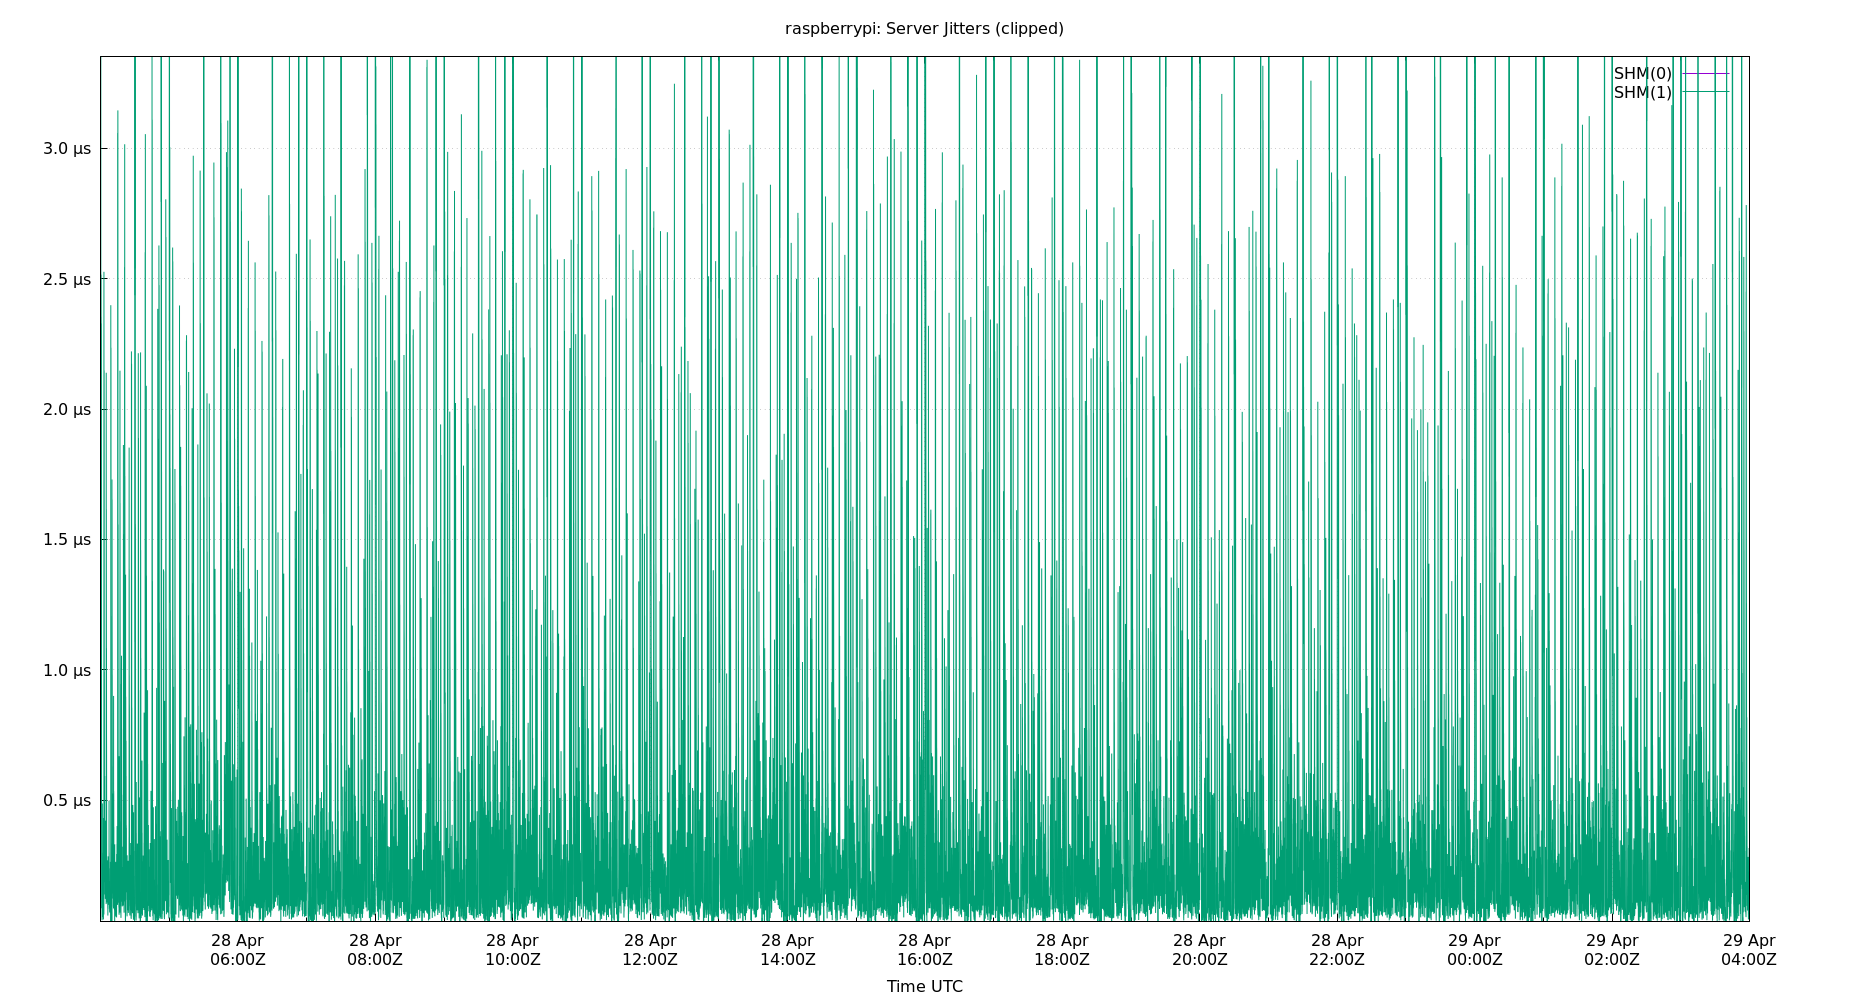 raspberrypi: Server Jitters (clipped)
SHM(0)
SHM(1)
3.0 µs
2.5 µs
2.0 µs
1.5 µs
1.0 µs
0.5 µs
28 Apr 28 Apr 28 Apr 28 Apr 28 Apr 28 Apr 28 Apr 28 Apr 28 Apr 29 Apr 29 Apr 29 Apr
06:00Z 08:00Z 10:00Z 12:00Z 14:00Z 16:00Z 18:00Z 20:00Z 22:00Z 00:00Z 02:00Z 04:00Z
Time UTC